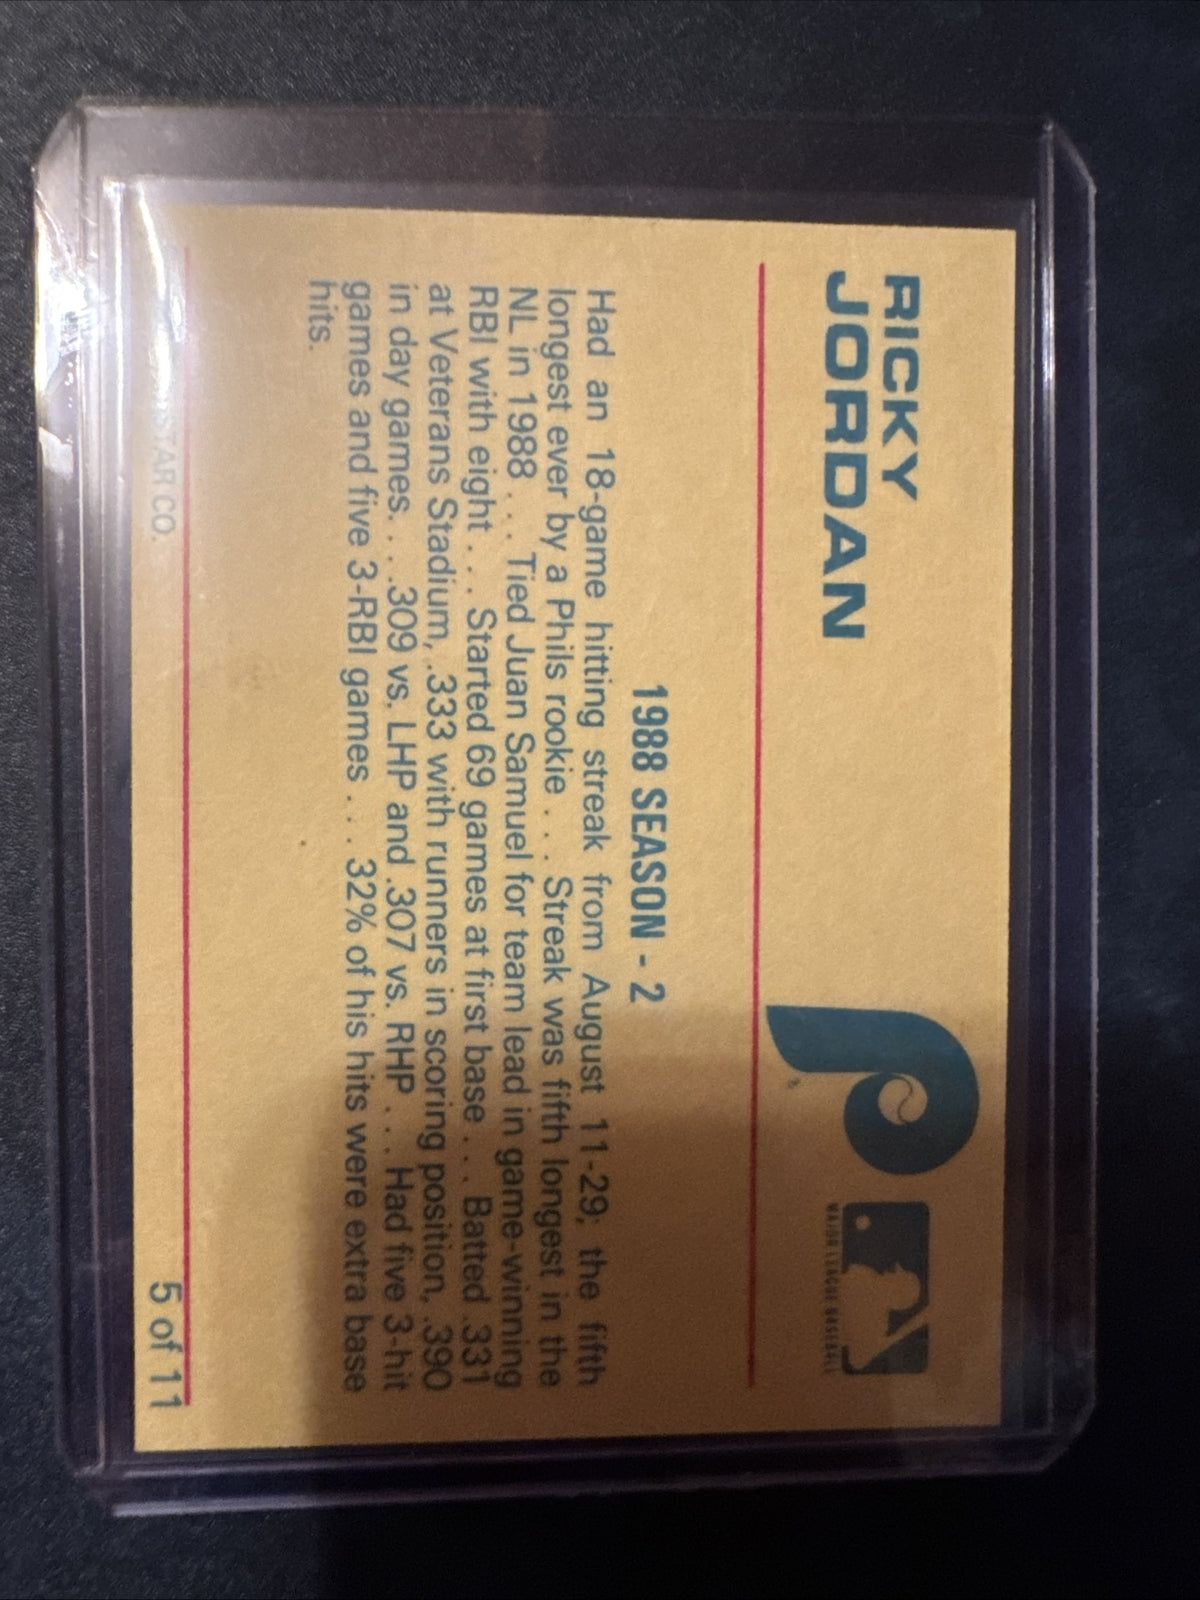 RICKY
JORDAN
MAJOR LEAGUE BASEBALL
1988 SEASON - 2
Had an 18-game hitting streak from August 11-29; the fifth
longest ever by a Phils rookie . . . Streak was fifth longest in the
NL in 1988 . . . Tied Juan Samuel for team lead in game-winning
RBI with eight . . . Started 69 games at first base . . . Batted .331
at Veterans Stadium, .333 with runners in scoring position, .390
in day games. . . .309 vs. LHP and .307 vs. RHP . . . Had five 3-hit
games and five 3-RBI games . . . 32% of his hits were extra base
hits.
STAR CO.
5 of 11